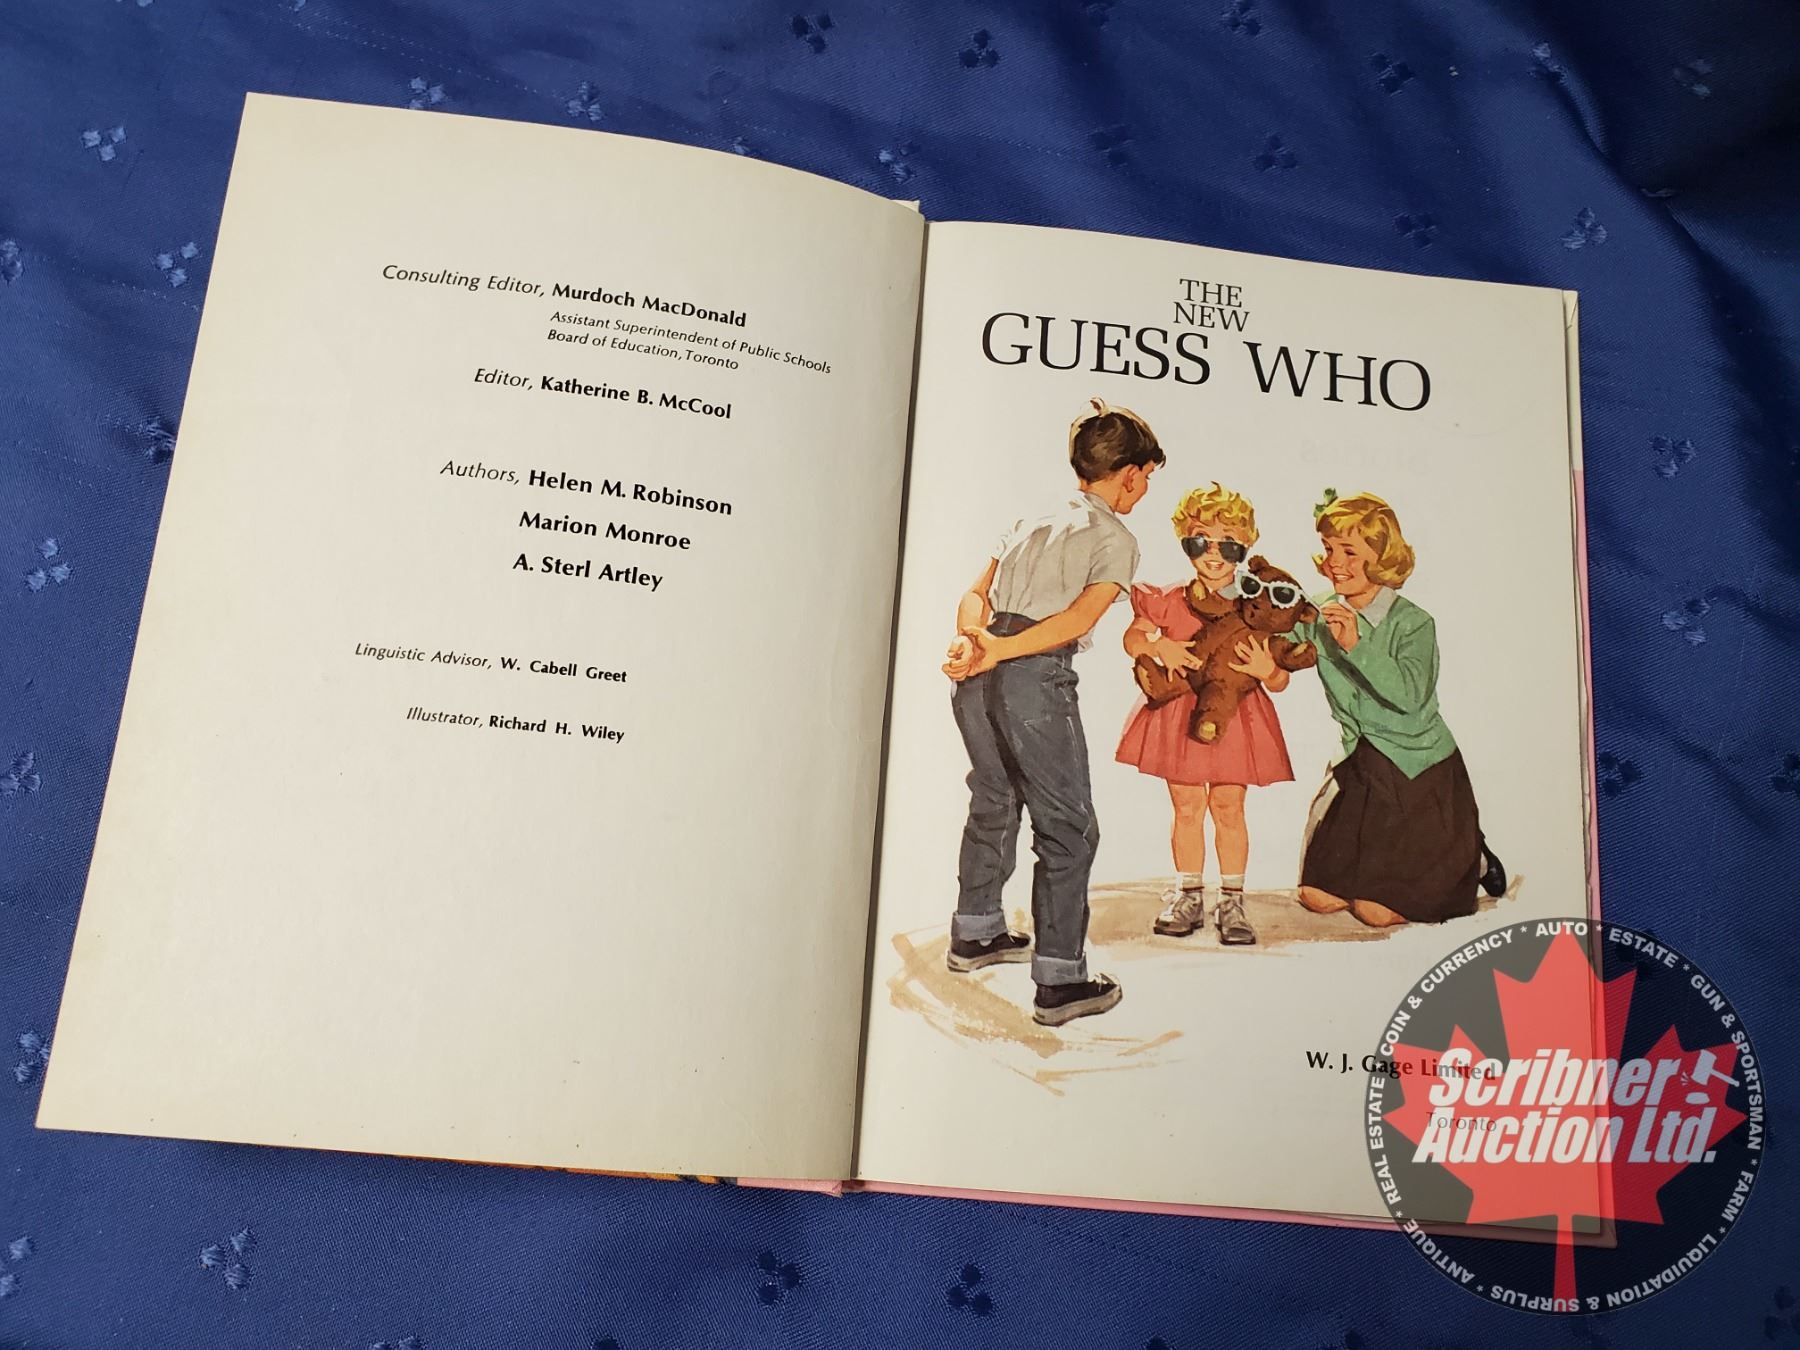 Consulting Editor, Murdoch MacDonald
Assistant Superintendent of Public Schools
Board of Education, Toronto
Editor, Katherine B. McCool
Authors, Helen M. Robinson
Marion Monroe
A. Sterl Artley
Linguistic Advisor, W. Cabell Greet
Illustrator, Richard H. Wiley
THE
NEW
GUESS WHO
W. J. Gage Limited
Toronto
Scribner
Auction Ltd.
* AUTO * ESTATE * GUN & SPORTSMAN * FARM * LIQUIDATION & SURPLUS * ANTIQUE * REAL ESTATE * COIN & CURRENCY